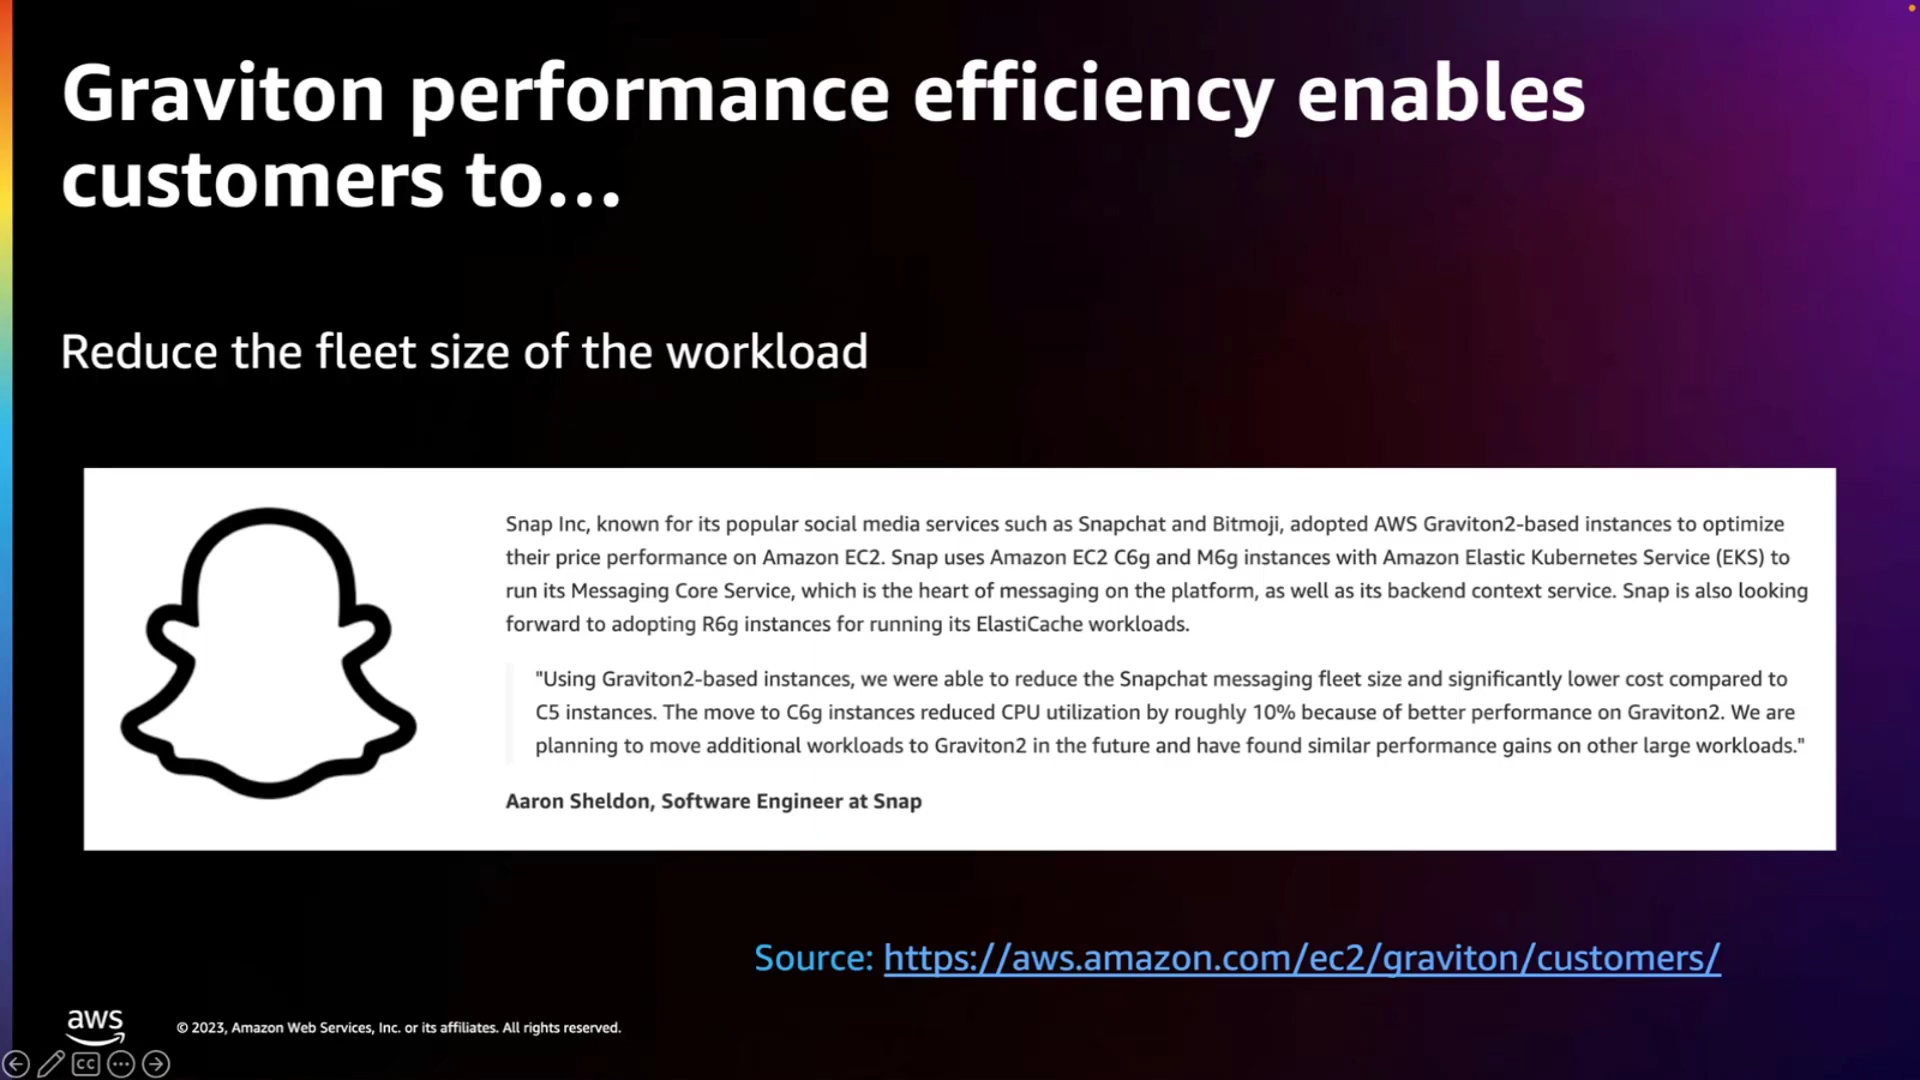 Graviton performance efficiency enables
customers to...
Reduce the fleet size of the workload
Snap Inc, known for its popular social media services such as Snapchat and Bitmoji, adopted AWS Graviton2-based instances to optimize
their price performance on Amazon EC2. Snap uses Amazon EC2 C6g and M6g instances with Amazon Elastic Kubernetes Service (EKS) to
run its Messaging Core Service, which is the heart of messaging on the platform, as well as its backend context service. Snap is also looking
forward to adopting R6g instances for running its ElastiCache workloads.
"Using Graviton2-based instances, we were able to reduce the Snapchat messaging fleet size and significantly lower cost compared to
C5 instances. The move to C6g instances reduced CPU utilization by roughly 10% because of better performance on Graviton2. We are
planning to move additional workloads to Graviton2 in the future and have found similar performance gains on other large workloads."
Aaron Sheldon, Software Engineer at Snap
Source: https://aws.amazon.com/ec2/graviton/customers/
aws
© 2023, Amazon Web Services, Inc. or its affiliates. All rights reserved.
CC